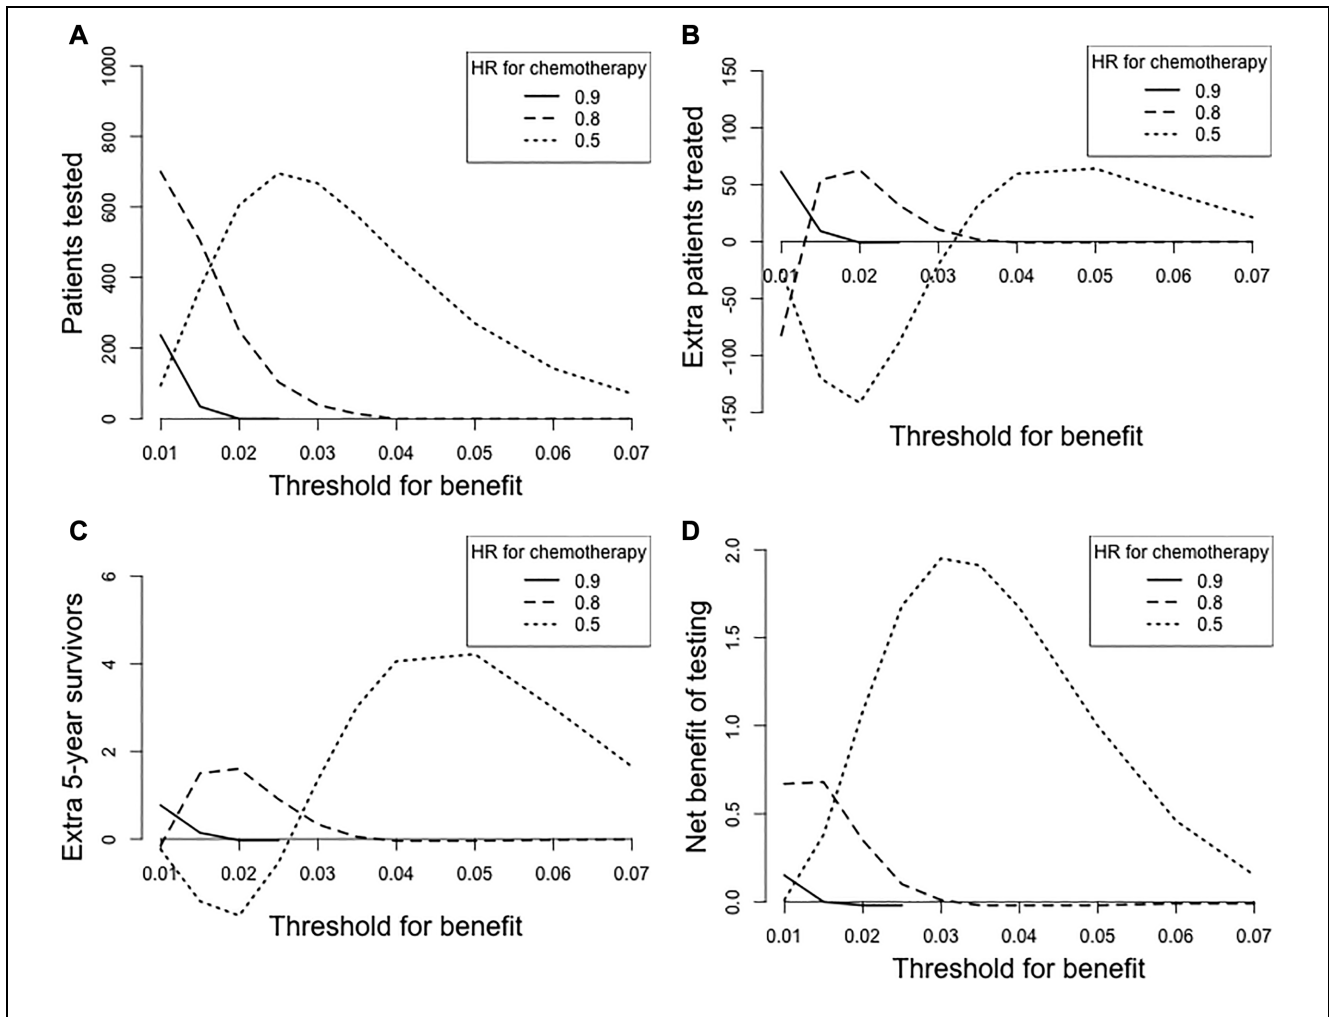 A
Patients tested
1000
800
600
400
200
0
HR for chemotherapy
0.9
0.8
0.5
0.01 0.02 0.03 0.04 0.05 0.06 0.07
Threshold for benefit
B
Extra patients treated
150
100
50
0
-50
-100
-150
HR for chemotherapy
0.9
0.8
0.5
0.01 0.02 0.03 0.04 0.05 0.06 0.07
Threshold for benefit
C
Extra 5-year survivors
6
4
2
0
HR for chemotherapy
0.9
0.8
0.5
0.01 0.02 0.03 0.04 0.05 0.06 0.07
Threshold for benefit
D
Net benefit of testing
2.0
1.5
1.0
0.5
0.0
HR for chemotherapy
0.9
0.8
0.5
0.01 0.02 0.03 0.04 0.05 0.06 0.07
Threshold for benefit